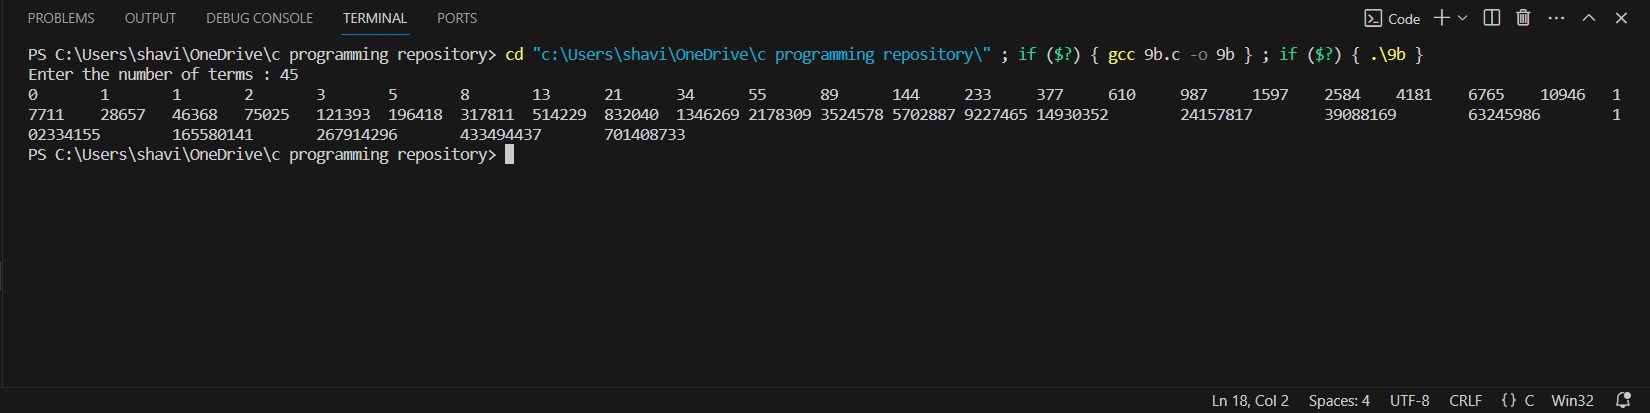 PROBLEMS OUTPUT DEBUG CONSOLE TERMINAL PORTS Code
PS C:\Users\shavi\OneDrive\c programming repository> cd "c:\Users\shavi\OneDrive\c programming repository\" ; if ($?) { gcc 9b.c -o 9b } ; if ($?) { .\9b }
Enter the number of terms : 45
0 1 1 2 3 5 8 13 21 34 55 89 144 233 377 610 987 1597 2584 4181 6765 10946 1
7711 28657 46368 75025 121393 196418 317811 514229 832040 1346269 2178309 3524578 5702887 9227465 14930352 24157817 39088169 63245986 1
02334155 165580141 267914296 433494437 701408733
PS C:\Users\shavi\OneDrive\c programming repository>
Ln 18, Col 2 Spaces: 4 UTF-8 CRLF {} C Win32